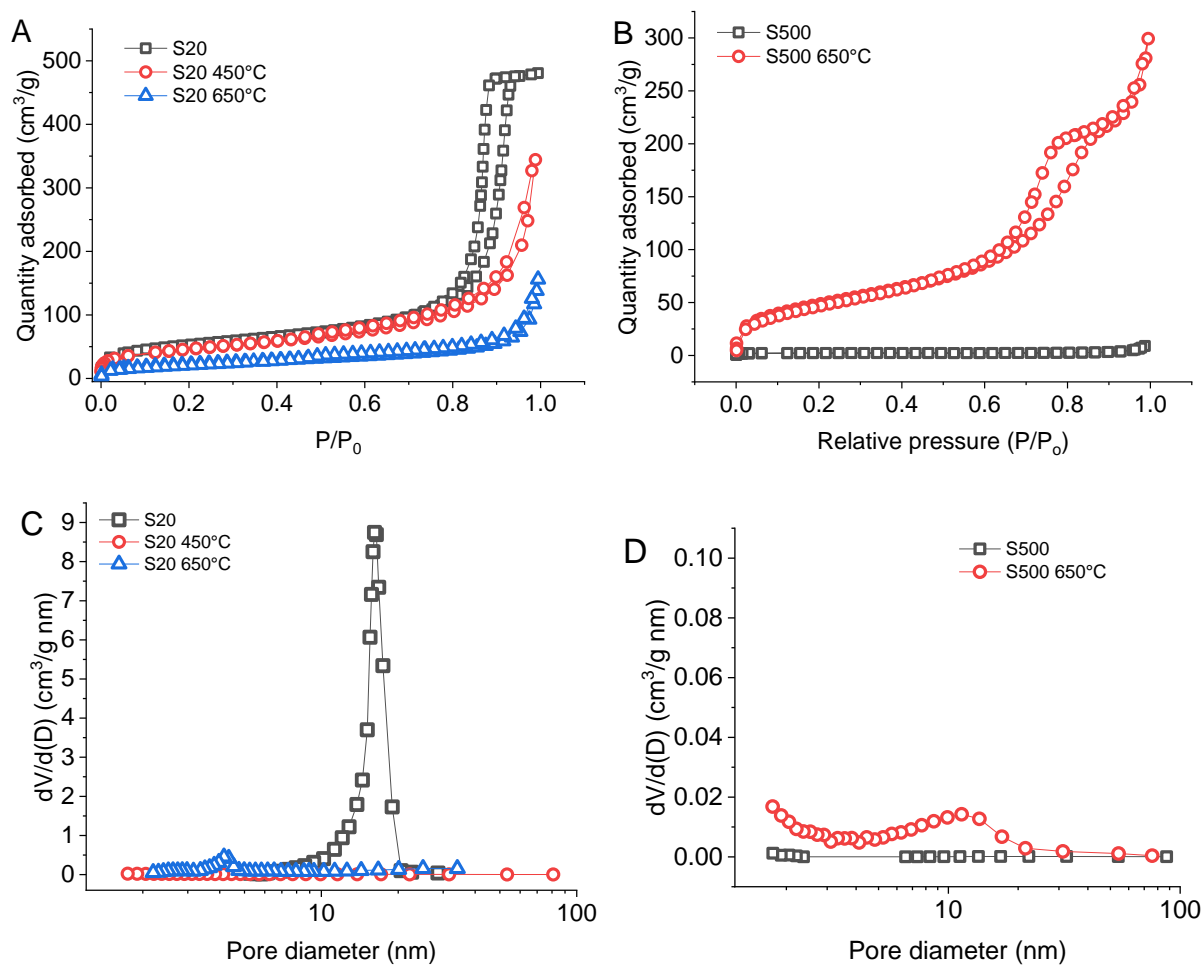 A
S20
S20 450°C
S20 650°C
Quantity adsorbed (cm³/g)
500
400
300
200
100
0
0.0 0.2 0.4 0.6 0.8 1.0
P/P₀
B
S500
S500 650°C
Quantity adsorbed (cm³/g)
300
250
200
150
100
50
0
0.0 0.2 0.4 0.6 0.8 1.0
Relative pressure (P/Pₒ)
C
S20
S20 450°C
S20 650°C
dV/d(D) (cm³/g nm)
9
8
7
6
5
4
3
2
1
0
10 100
Pore diameter (nm)
D
S500
S500 650°C
dV/d(D) (cm³/g nm)
0.10
0.08
0.06
0.04
0.02
0.00
10 100
Pore diameter (nm)